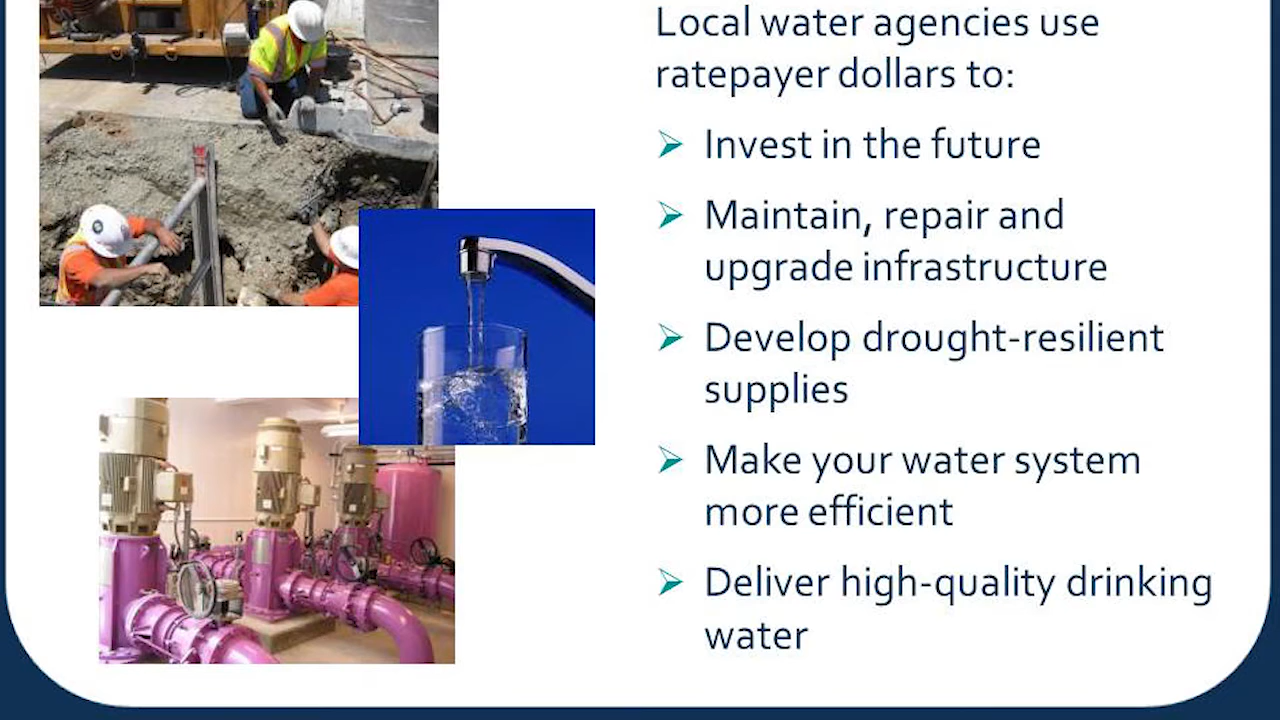 Local water agencies use
ratepayer dollars to:
Invest in the future
Maintain, repair and
upgrade infrastructure
Develop drought-resilient
supplies
Make your water system
more efficient
Deliver high-quality drinking
water